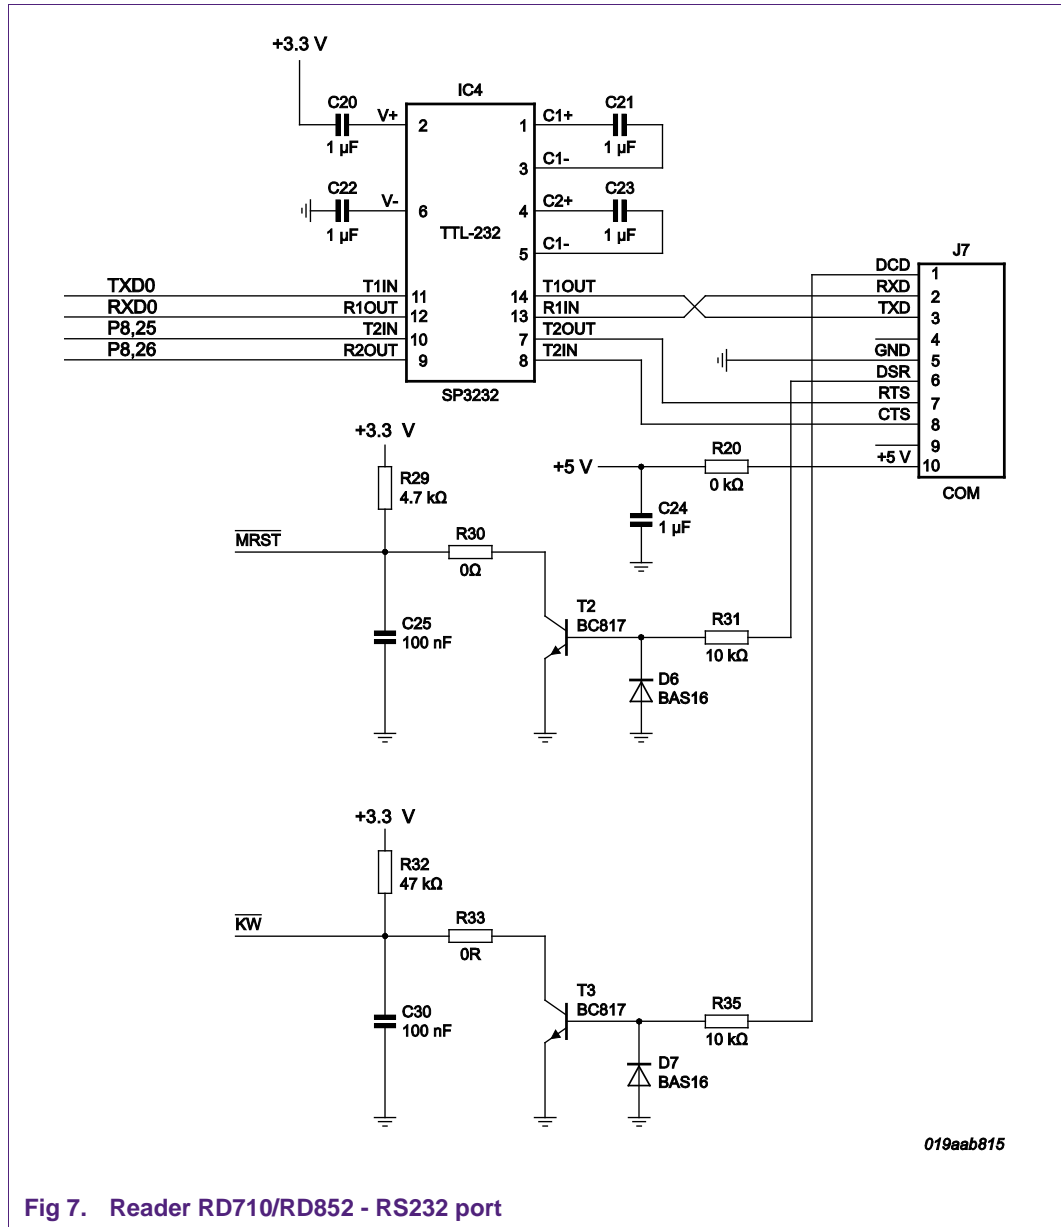 +3.3 V
IC4
C20
V+
2
1
C1+
C21
1 µF
1 µF
3
C1-
C22
V-
6
4
C2+
C23
1 µF
TTL-232
1 µF
5
C1-
J7
DCD
1
TXD0
T1IN
11
14
T1OUT
RXD
2
RXD0
R1OUT
12
13
R1IN
TXD
3
P8,25
T2IN
10
7
T2OUT
4
P8,26
R2OUT
9
8
T2IN
GND
5
DSR
6
SP3232
RTS
7
CTS
8
+3.3 V
9
R20
+5 V
+5 V
10
0 kΩ
COM
R29
4.7 kΩ
C24
1 µF
MRST
R30
0Ω
T2
BC817
C25
100 nF
R31
10 kΩ
D6
BAS16
+3.3 V
R32
47 kΩ
KW
R33
0R
T3
BC817
C30
100 nF
R35
10 kΩ
D7
BAS16
019aab815
Fig 7. Reader RD710/RD852 - RS232 port